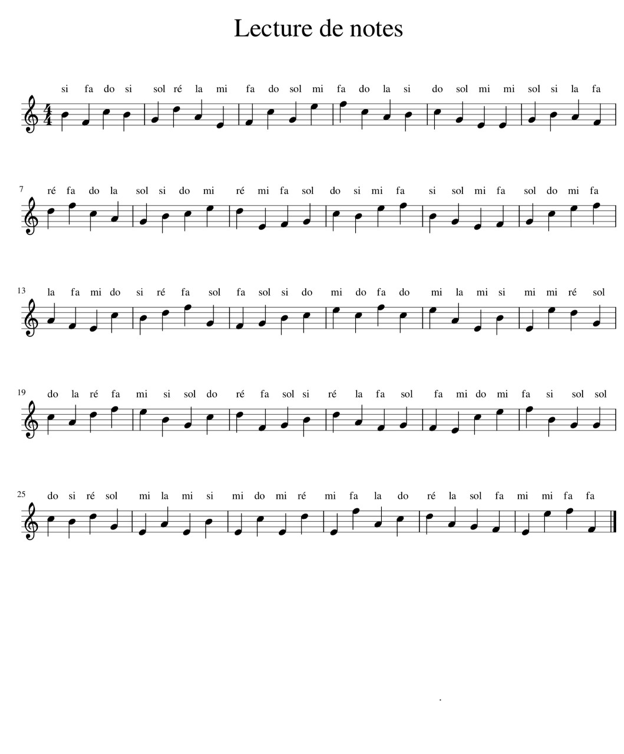 Lecture de notes
si fa do si sol ré la mi fa do sol mi fa do la si do sol mi mi sol si la fa
4
4
7
ré fa do la sol si do mi ré mi fa sol do si mi fa si sol mi fa sol do mi fa
13
la fa mi do si ré fa sol fa sol si do mi do fa do mi la mi si mi mi ré sol
19
do la ré fa mi si sol do ré fa sol si ré la fa sol fa mi do mi fa si sol sol
25
do si ré sol mi la mi si mi do mi ré mi fa la do ré la sol fa mi mi fa fa